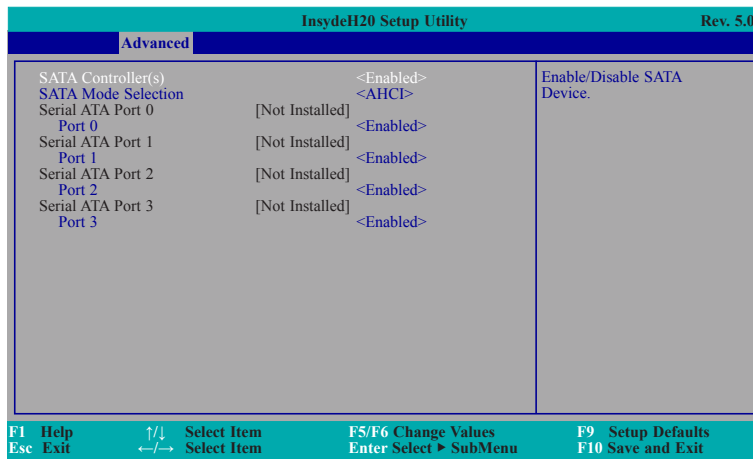 InsydeH20 Setup Utility Rev. 5.0
Advanced
SATA Controller(s) <Enabled>
SATA Mode Selection <AHCI>
Serial ATA Port 0 [Not Installed]
Port 0 <Enabled>
Serial ATA Port 1 [Not Installed]
Port 1 <Enabled>
Serial ATA Port 2 [Not Installed]
Port 2 <Enabled>
Serial ATA Port 3 [Not Installed]
Port 3 <Enabled>
Enable/Disable SATA
Device.
F1 Help ↑/↓ Select Item F5/F6 Change Values F9 Setup Defaults
Esc Exit ←/→ Select Item Enter Select ▶ SubMenu F10 Save and Exit